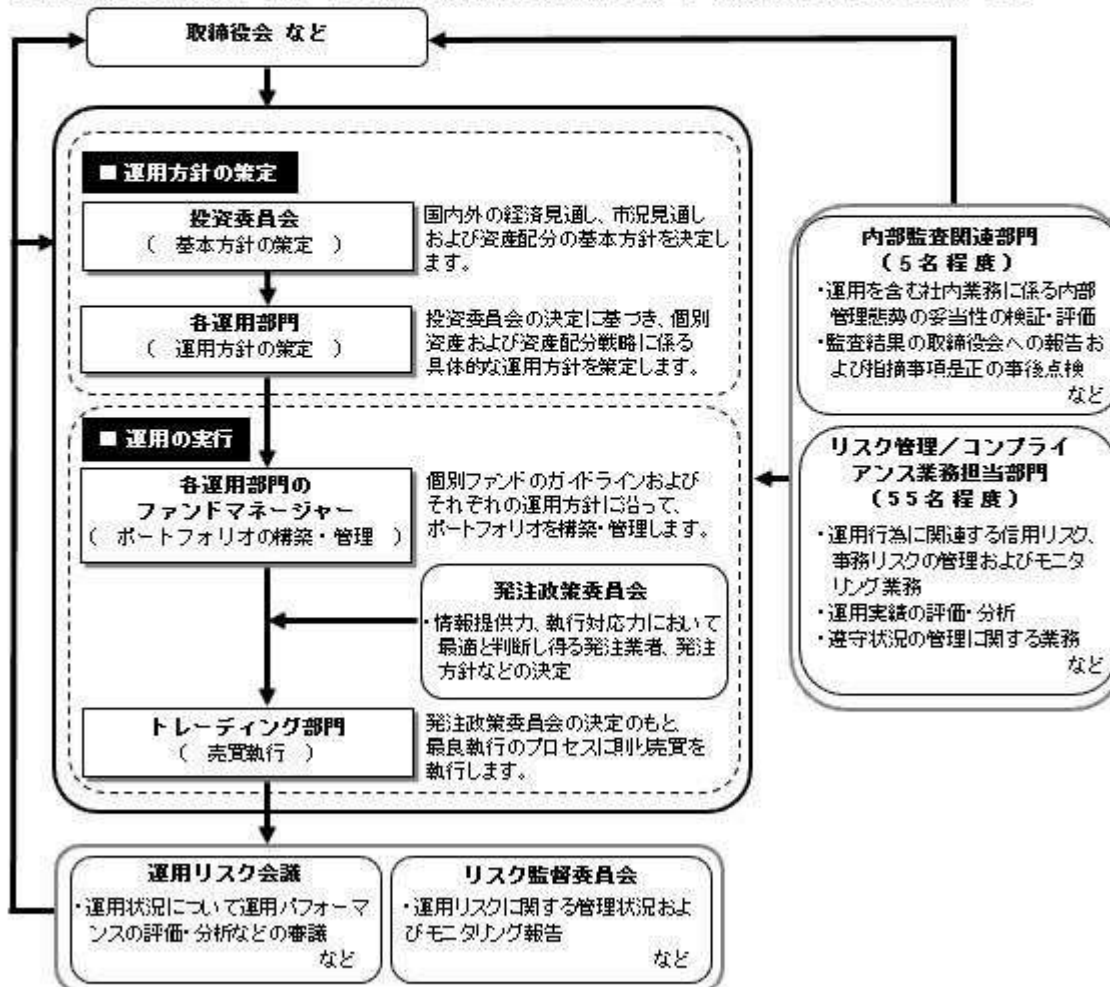 取締役会 など
■ 運用方針の策定
投資委員会
( 基本方針の策定 )
国内外の経済見通し、市況見通し
および資産配分の基本方針を決定し
ます。
各運用部門
( 運用方針の策定 )
投資委員会の決定に基づき、個別
資産および資産配分戦略に係る
具体的な運用方針を策定します。
■ 運用の実行
各運用部門の
ファンドマネージャー
( ポートフォリオの構築・管理 )
個別ファンドのガイドラインおよび
それぞれの運用方針に沿って、
ポートフォリオを構築・管理します。
発注政策委員会
・情報提供力、執行対応力において
最適と判断し得る発注業者、発注
方針などの決定
トレーディング部門
( 売買執行 )
発注政策委員会の決定のもと、
最良執行のプロセスに則り売買を
執行します。
運用リスク会議
・運用状況について運用パフォーマ
ンスの評価・分析などの審議
など
リスク監督委員会
・運用リスクに関する管理状況およ
びモニタリング報告
など
内部監査関連部門
(5名程度)
・運用を含む社内業務に係る内部
管理態勢の妥当性の検証・評価
・監査結果の取締役会への報告お
よび指摘事項是正の事後点検
など
リスク管理/コンプライ
アンス業務担当部門
(55名程度)
・運用行為に関連する信用リスク、
事務リスクの管理およびモニタ
リング業務
・運用実績の評価・分析
・遵守状況の管理に関する業務
など